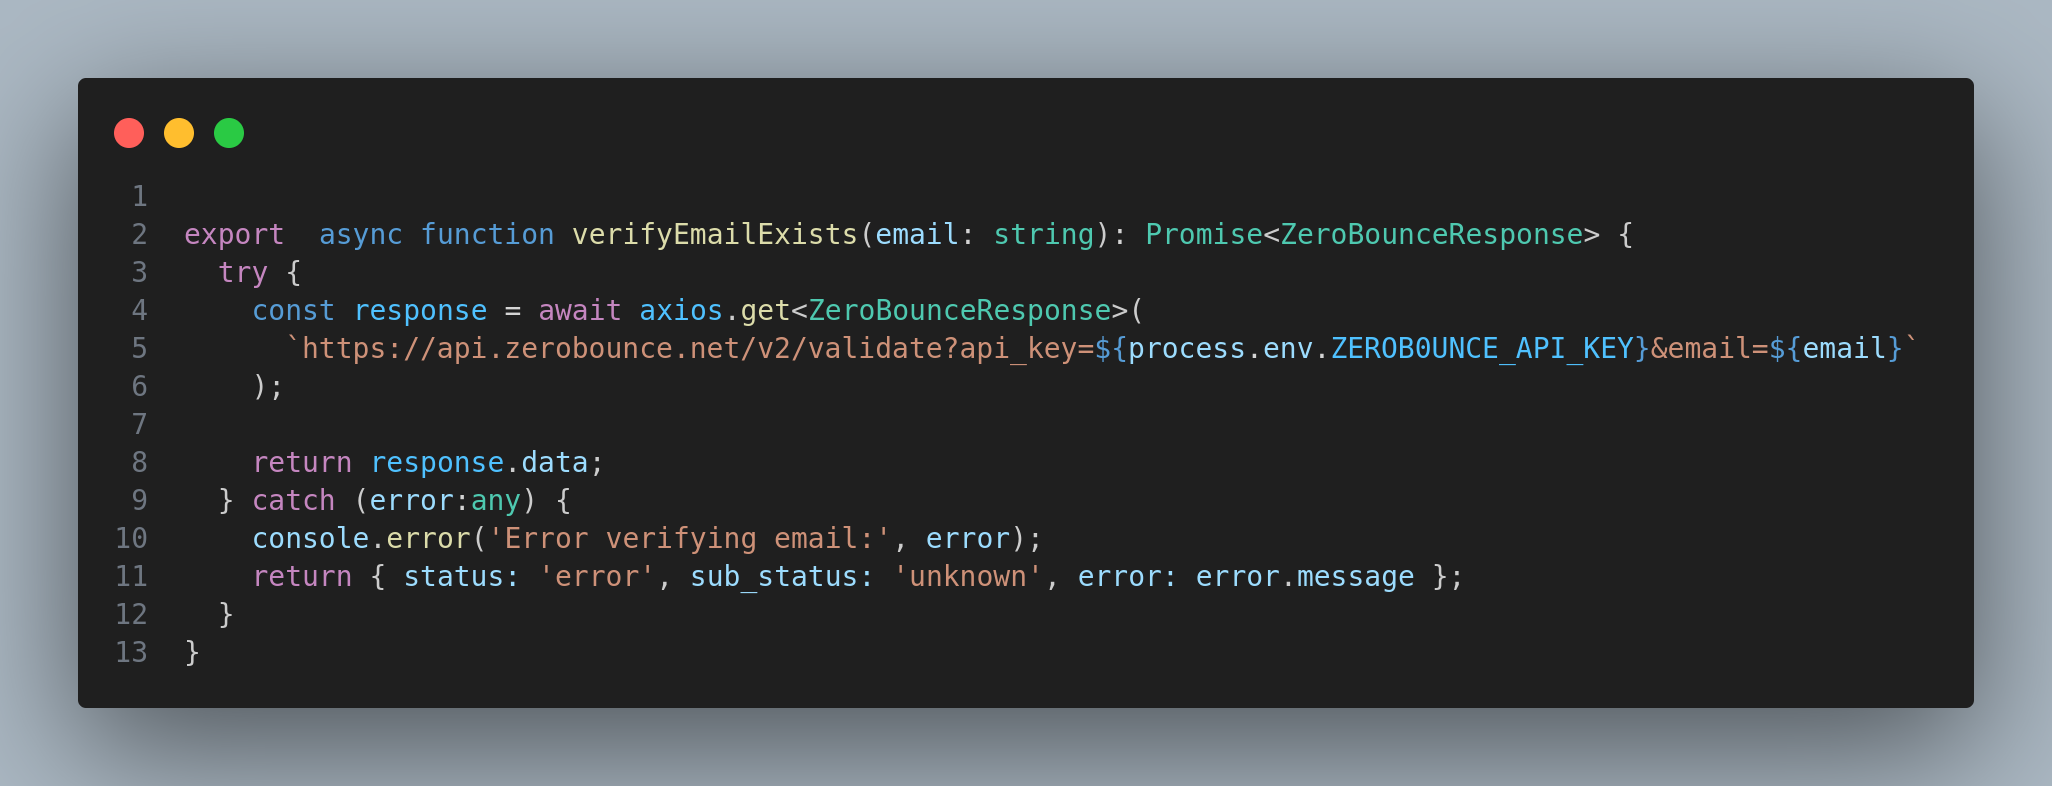 1
2 export  async function verifyEmailExists(email: string): Promise<ZeroBounceResponse> {
3   try {
4     const response = await axios.get<ZeroBounceResponse>(
5       `https://api.zerobounce.net/v2/validate?api_key=${process.env.ZEROB0UNCE_API_KEY}&email=${email}`
6     );
7
8     return response.data;
9   } catch (error:any) {
10     console.error('Error verifying email:', error);
11     return { status: 'error', sub_status: 'unknown', error: error.message };
12   }
13 }